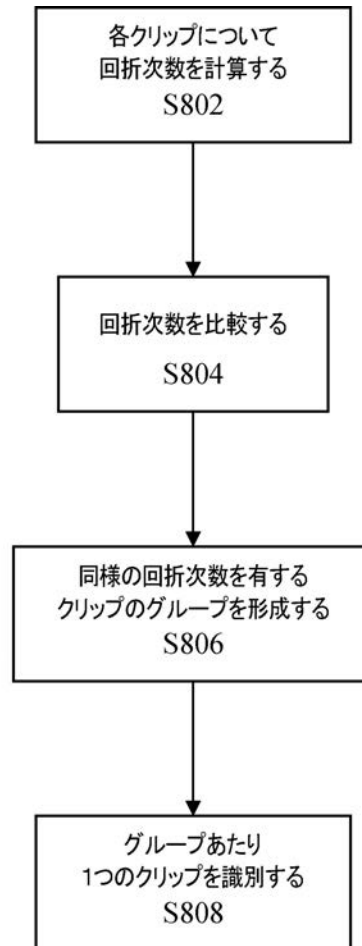 各クリップについて
回折次数を計算する
S802
回折次数を比較する
S804
同様の回折次数を有する
クリップのグループを形成する
S806
グループあたり
1つのクリップを識別する
S808